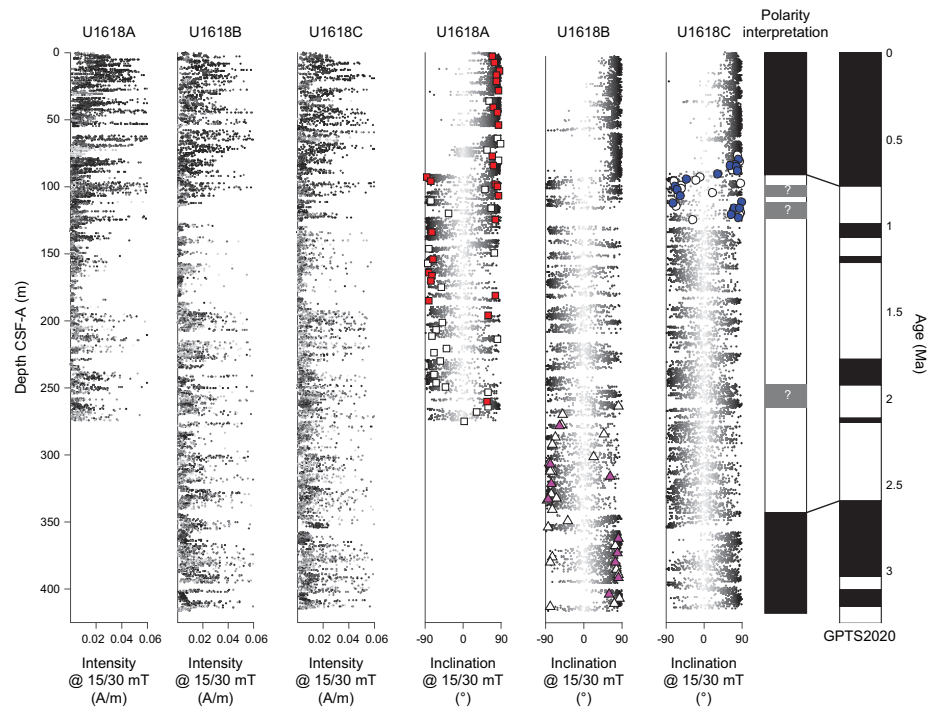 Polarity
U1618A U1618B U1618C U1618A U1618B U1618C interpretation
0 0
50 0.5
100 ?
?
150 1
200 1.5
250 ? 2
300 2.5
350
400 3
Depth CSF-A (m)
Age (Ma)
0.02 0.04 0.06 0.02 0.04 0.06 0.02 0.04 0.06 -90 0 90 -90 0 90 -90 0 90 GPTS2020
Intensity Intensity Intensity Inclination Inclination Inclination
@ 15/30 mT @ 15/30 mT @ 15/30 mT @ 15/30 mT @ 15/30 mT @ 15/30 mT
(A/m) (A/m) (A/m) (°) (°) (°)